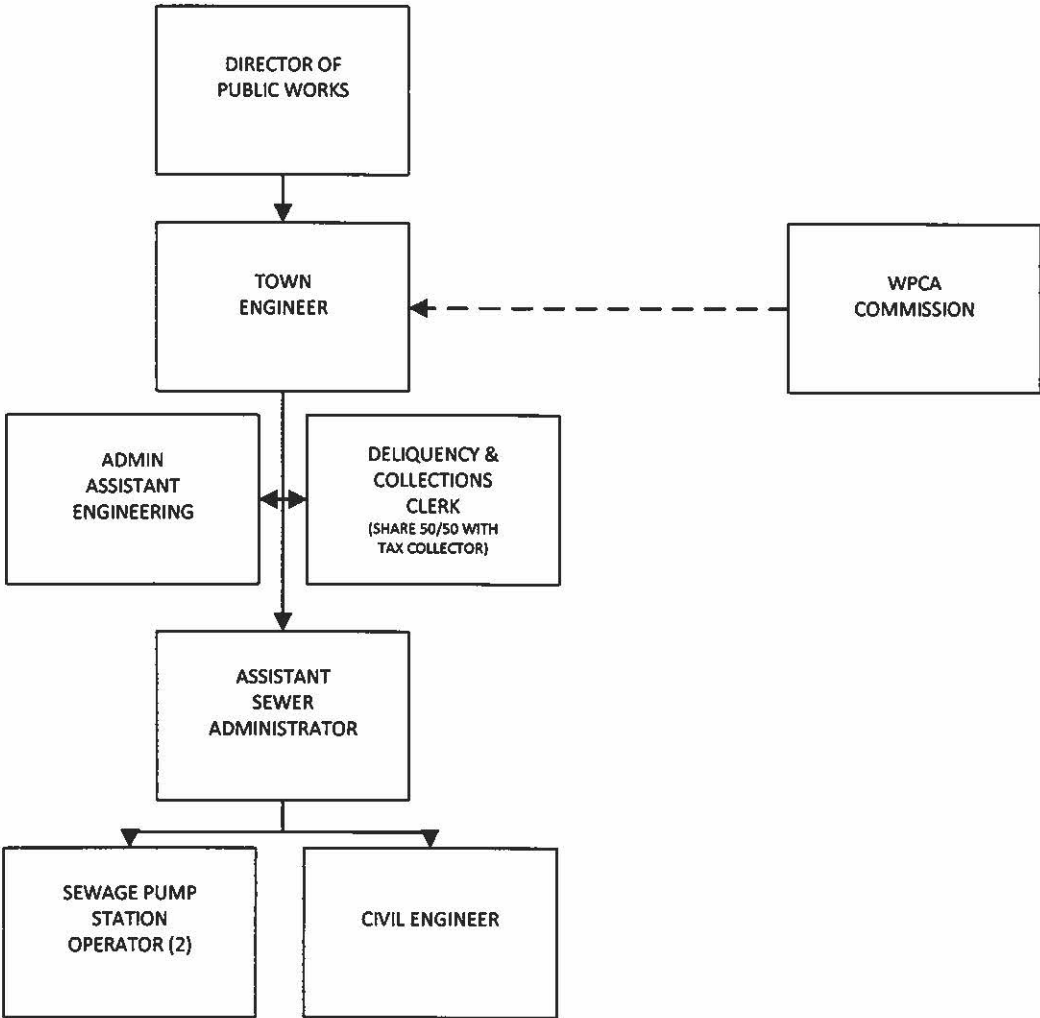 DIRECTOR OF
PUBLIC WORKS
TOWN
ENGINEER
WPCA
COMMISSION
ADMIN
ASSISTANT
ENGINEERING
DELIQUENCY &
COLLECTIONS
CLERK
(SHARE 50/50 WITH
TAX COLLECTOR)
ASSISTANT
SEWER
ADMINISTRATOR
SEWAGE PUMP
STATION
OPERATOR (2)
CIVIL ENGINEER